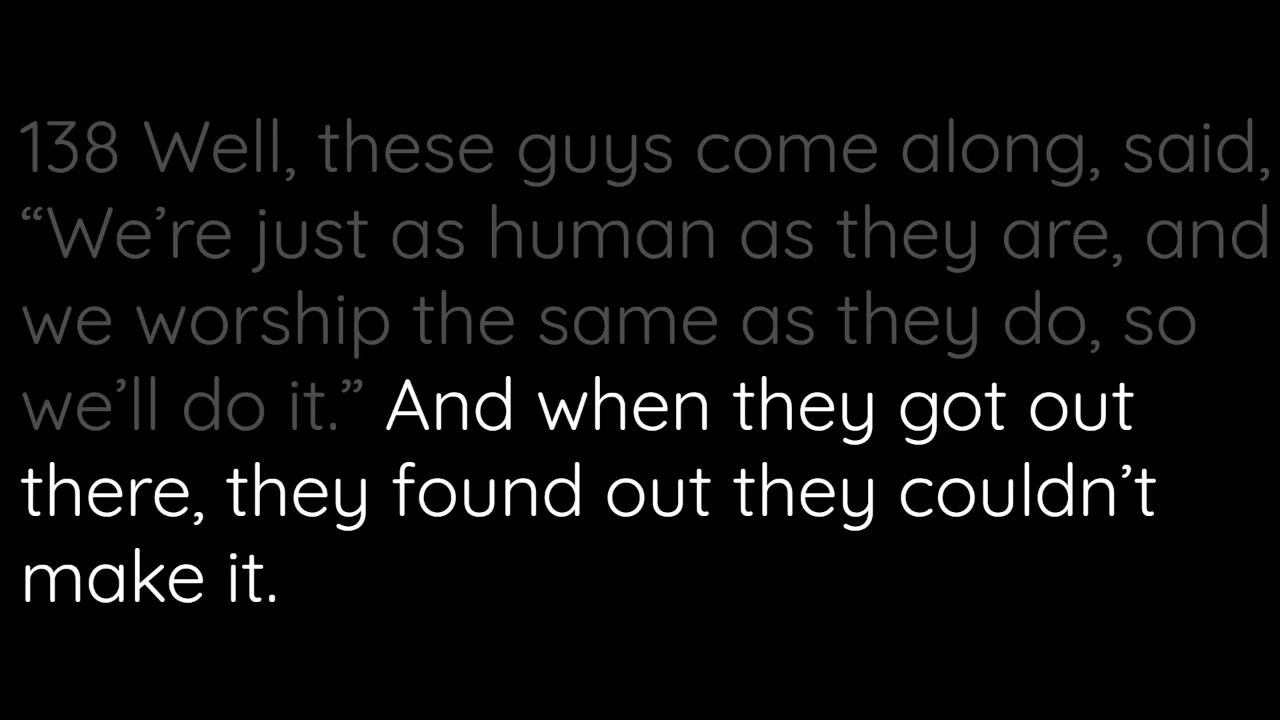 138 Well, these guys come along, said,
“We’re just as human as they are, and
we worship the same as they do, so
we’ll do it.” And when they got out
there, they found out they couldn’t
make it.